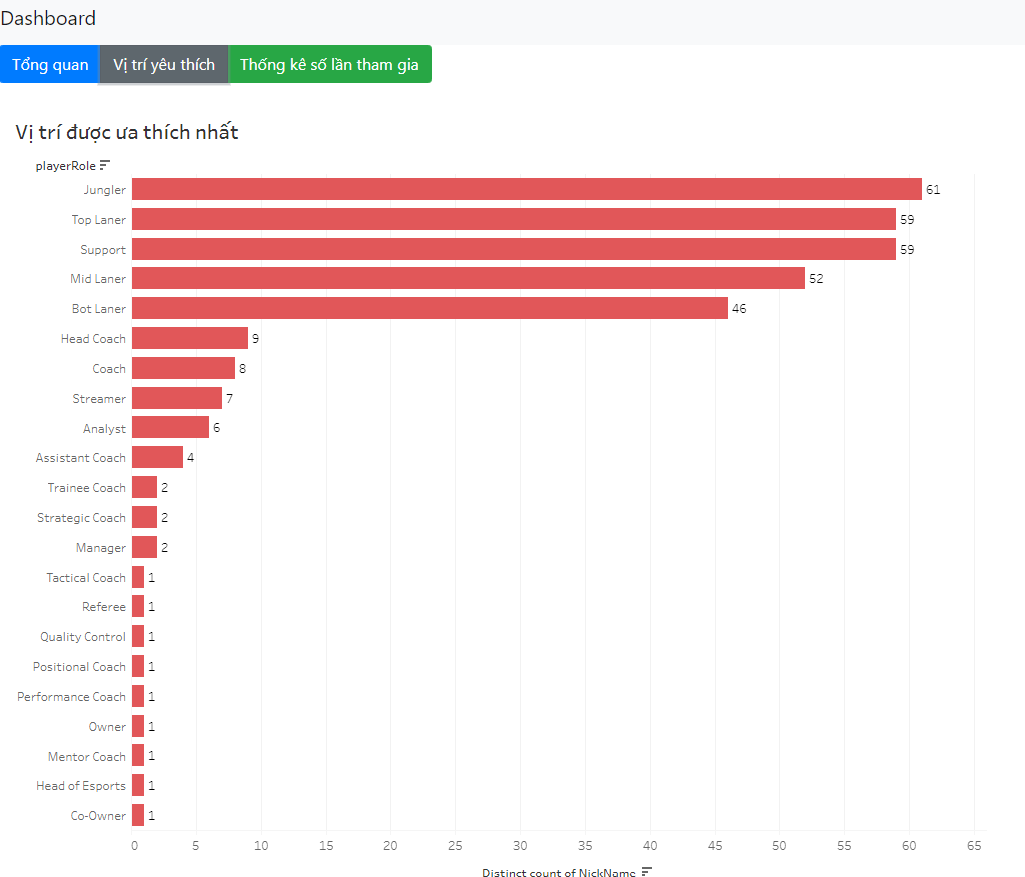 Dashboard
Tổng quan Vị trí yêu thích Thống kê số lần tham gia
Vị trí được ưa thích nhất
playerRole
Jungler 61
Top Laner 59
Support 59
Mid Laner 52
Bot Laner 46
Head Coach 9
Coach 8
Streamer 7
Analyst 6
Assistant Coach 4
Trainee Coach 2
Strategic Coach 2
Manager 2
Tactical Coach 1
Referee 1
Quality Control 1
Positional Coach 1
Performance Coach 1
Owner 1
Mentor Coach 1
Head of Esports 1
Co-Owner 1
0 5 10 15 20 25 30 35 40 45 50 55 60 65
Distinct count of NickName